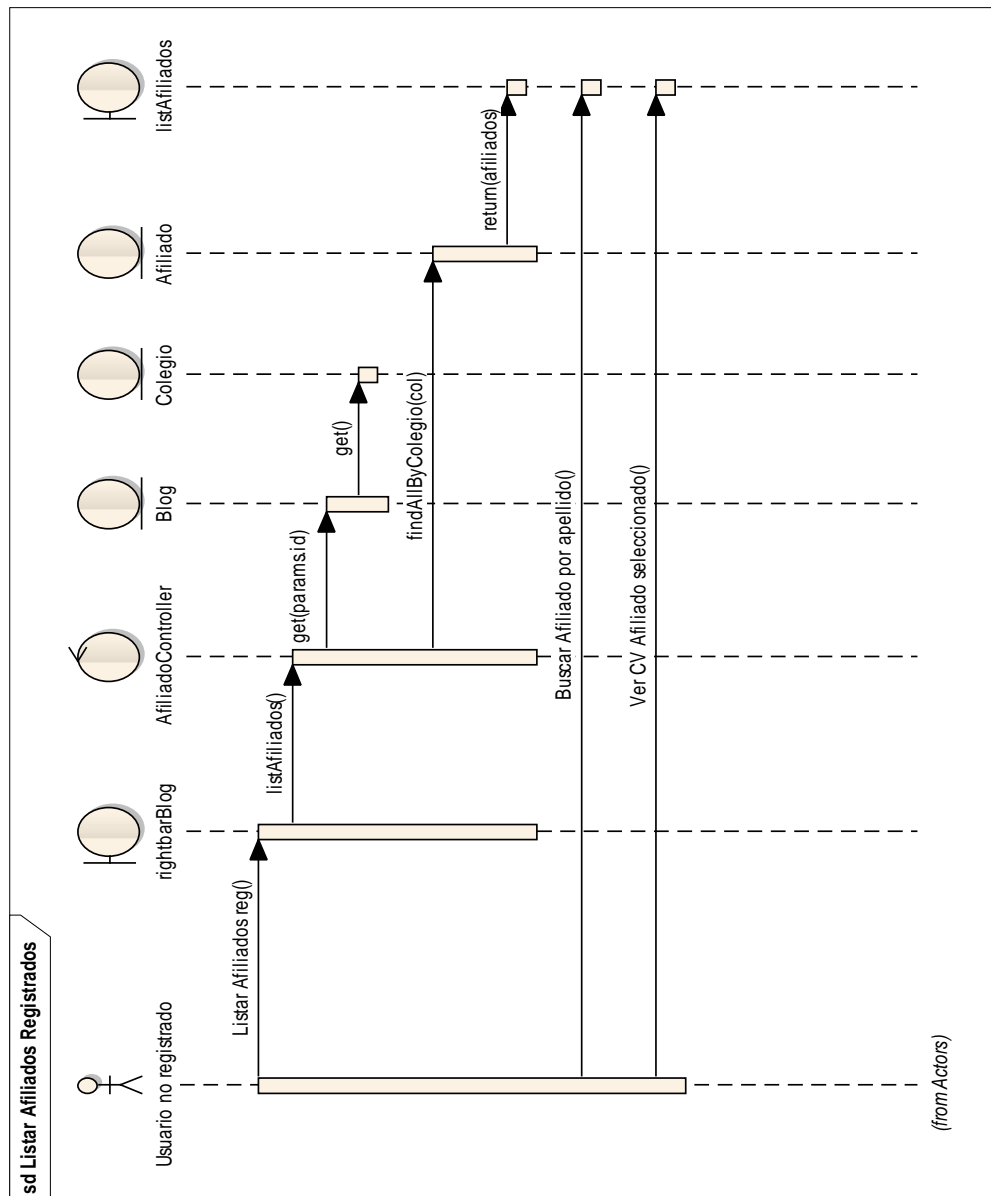 sd Listar Afiliados Registrados
Usuario no registrado
rightbarBlog
AfiliadoController
Blog
Colegio
Afiliado
listAfiliados
Listar Afiliados reg()
listAfiliados()
get(params.id)
get()
findAllByColegio(col)
return(afiliados)
Buscar Afiliado por apellido()
Ver CV Afiliado seleccionado()
(from Actors)